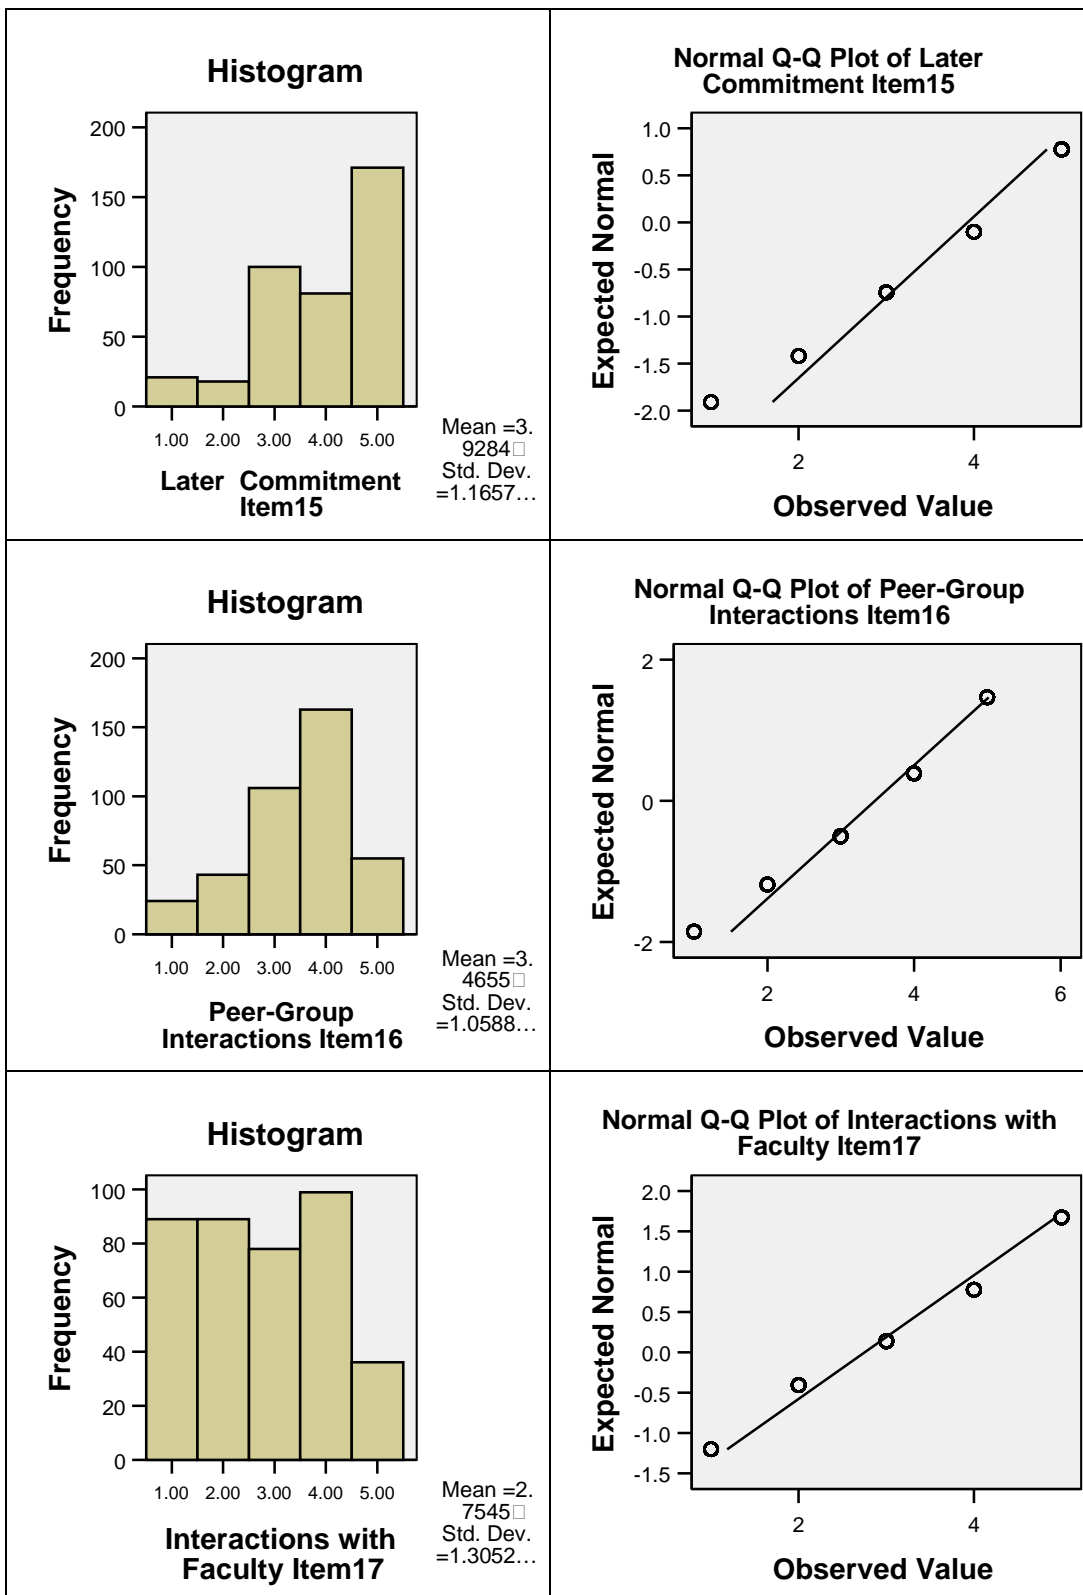 Histogram
200
150
100
50
0
Frequency
1.00 2.00 3.00 4.00 5.00
Later Commitment
Item15
Mean =3.
9284□
Std. Dev.
=1.1657…
Normal Q-Q Plot of Later
Commitment Item15
1.0
0.5
0.0
-0.5
-1.0
-1.5
-2.0
Expected Normal
2 4
Observed Value
Histogram
200
150
100
50
0
Frequency
1.00 2.00 3.00 4.00 5.00
Peer-Group
Interactions Item16
Mean =3.
4655□
Std. Dev.
=1.0588…
Normal Q-Q Plot of Peer-Group
Interactions Item16
2
0
-2
Expected Normal
2 4 6
Observed Value
Histogram
100
80
60
40
20
0
Frequency
1.00 2.00 3.00 4.00 5.00
Interactions with
Faculty Item17
Mean =2.
7545□
Std. Dev.
=1.3052…
Normal Q-Q Plot of Interactions with
Faculty Item17
2.0
1.5
1.0
0.5
0.0
-0.5
-1.0
-1.5
Expected Normal
2 4
Observed Value